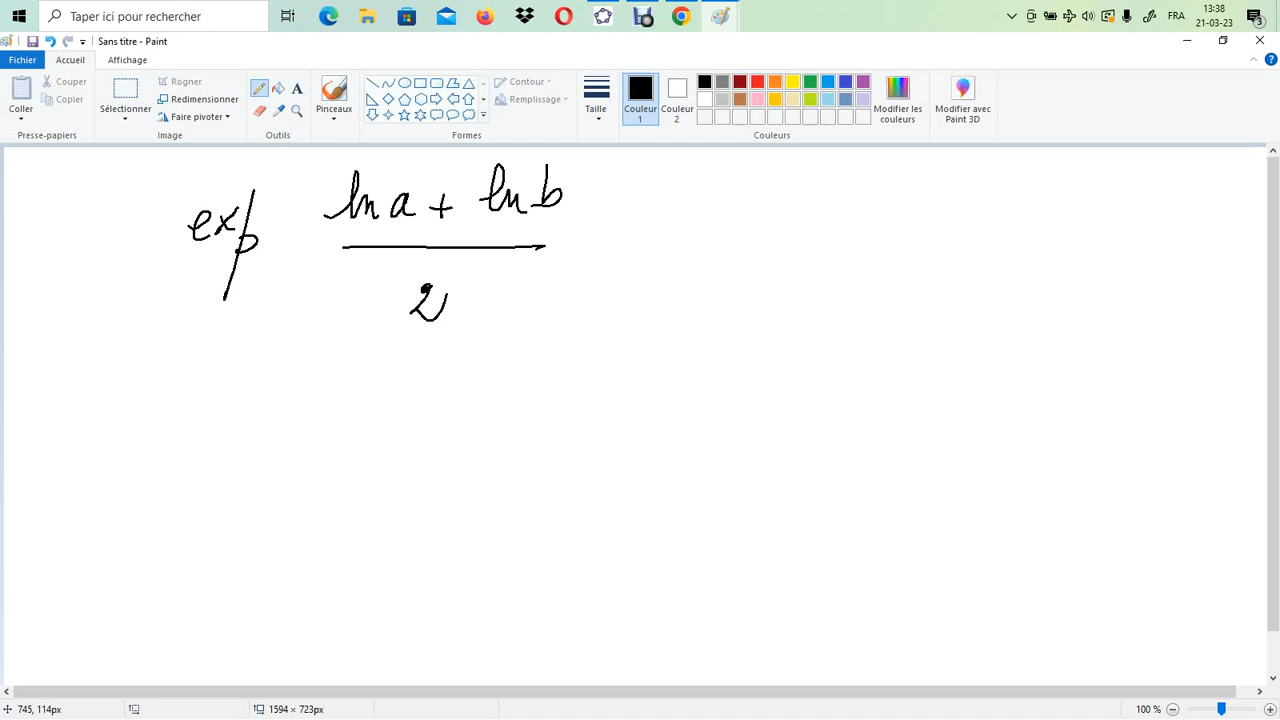 Taper ici pour rechercher
FRA
13:38
21-03-23
3
Sans titre - Paint
Fichier
Accueil
Affichage
Coller
Couper
Copier
Presse-papiers
Sélectionner
Rogner
Redimensionner
Faire pivoter
Image
A
Outils
Pinceaux
Contour
Remplissage
Formes
Taille
Couleur 1
Couleur 2
Modifier les couleurs
Couleurs
Modifier avec Paint 3D
exp ln a + ln b
2
745, 114px
1594 × 723px
100 %